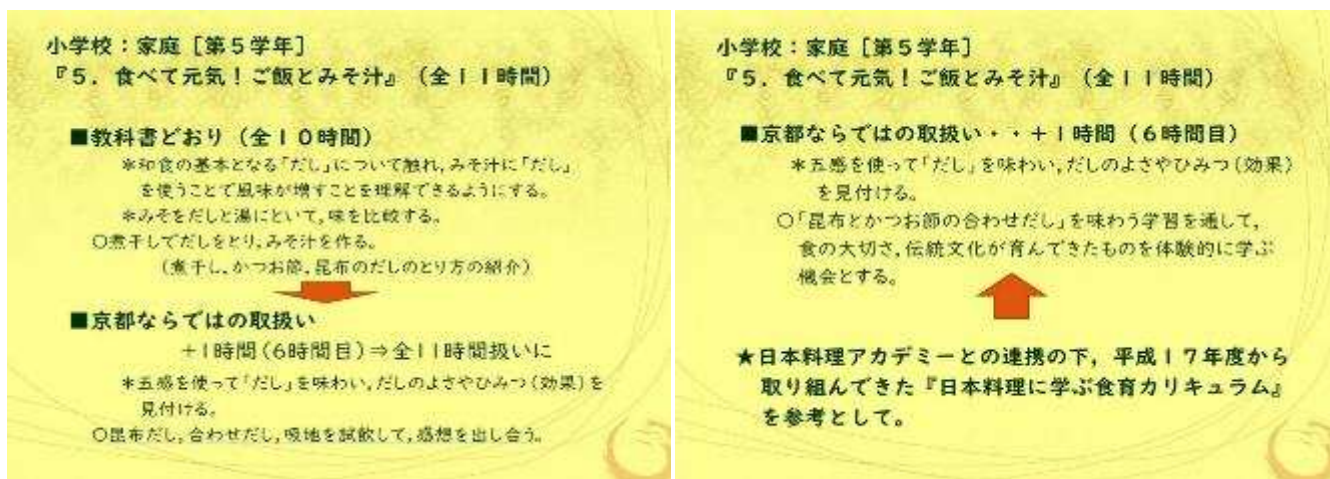 小学校：家庭［第５学年］
『５．食べて元気！ご飯とみそ汁』（全１１時間）
■教科書どおり（全１０時間）
＊和食の基本となる「だし」について触れ，みそ汁に「だし」
を使うことで風味が増すことを理解できるようにする。
＊みそをだしと湯にといて，味を比較する。
○煮干しでだしをとり，みそ汁を作る。
（煮干し，かつお節，昆布のだしのとり方の紹介）
■京都ならではの取扱い
＋１時間（６時間目）⇒全１１時間扱いに
＊五感を使って「だし」を味わい，だしのよさやひみつ（効果）を
見付ける。
○昆布だし，合わせだし，吸地を試飲して，感想を出し合う。
小学校：家庭［第５学年］
『５．食べて元気！ご飯とみそ汁』（全１１時間）
■京都ならではの取扱い・・＋１時間（６時間目）
＊五感を使って「だし」を味わい，だしのよさやひみつ（効果）
を見付ける。
○「昆布とかつお節の合わせだし」を味わう学習を通して，
食の大切さ，伝統文化が育んできたものを体験的に学ぶ
機会とする。
★日本料理アカデミーとの連携の下，平成１７年度から
取り組んできた『日本料理に学ぶ食育カリキュラム』
を参考として。